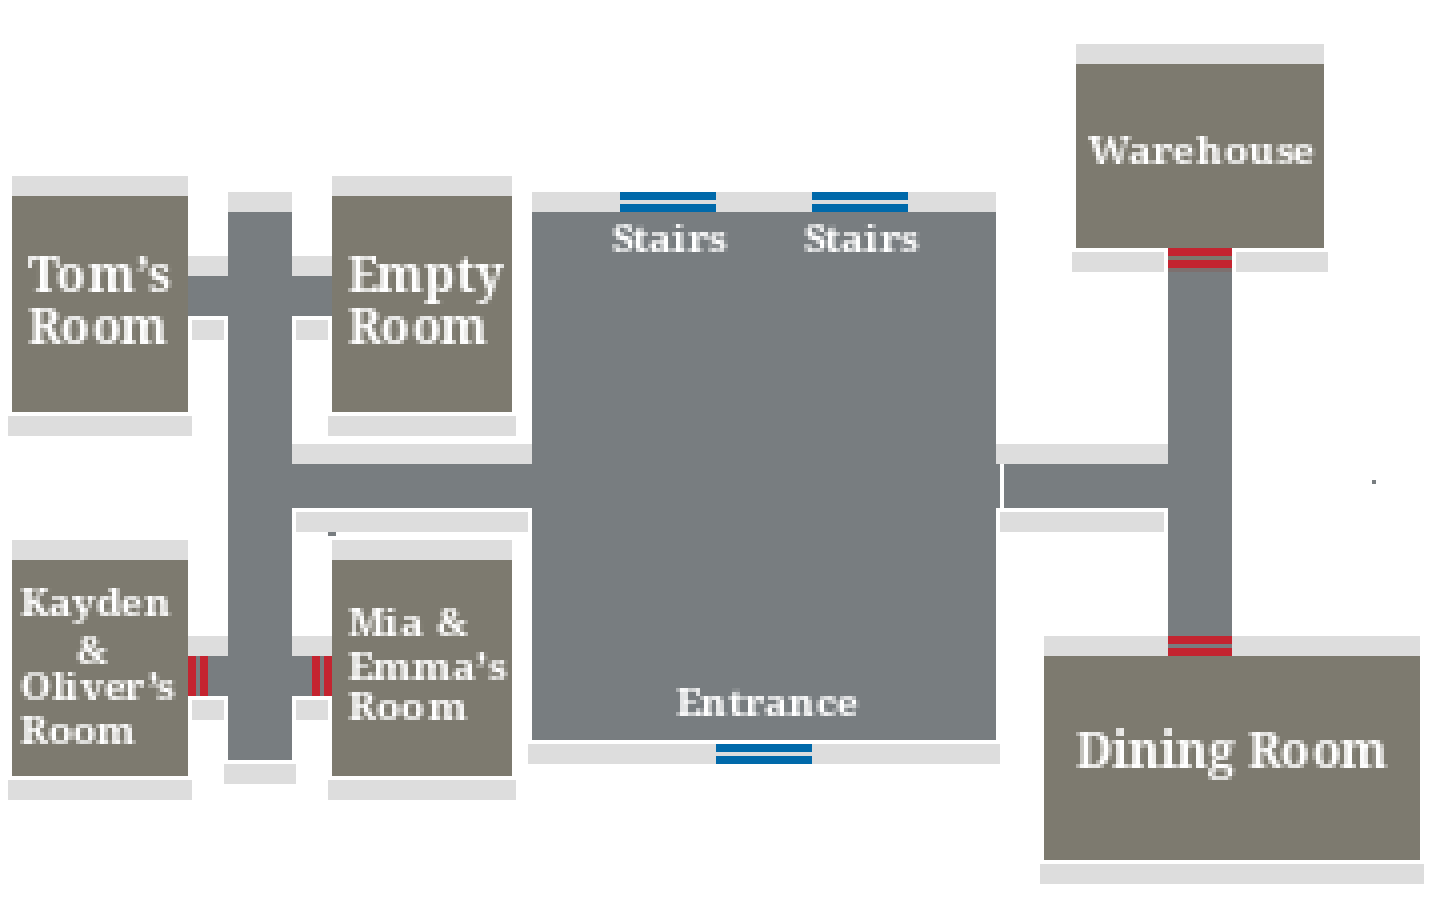 Warehouse
Stairs
Stairs
Tom's
Room
Empty
Room
Kayden
&
Oliver's
Room
Mia &
Emma's
Room
Entrance
Dining Room